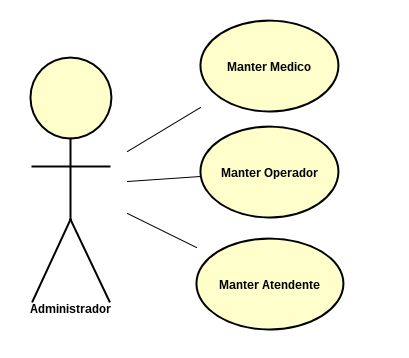 Manter Medico
Manter Operador
Manter Atendente
Administrador